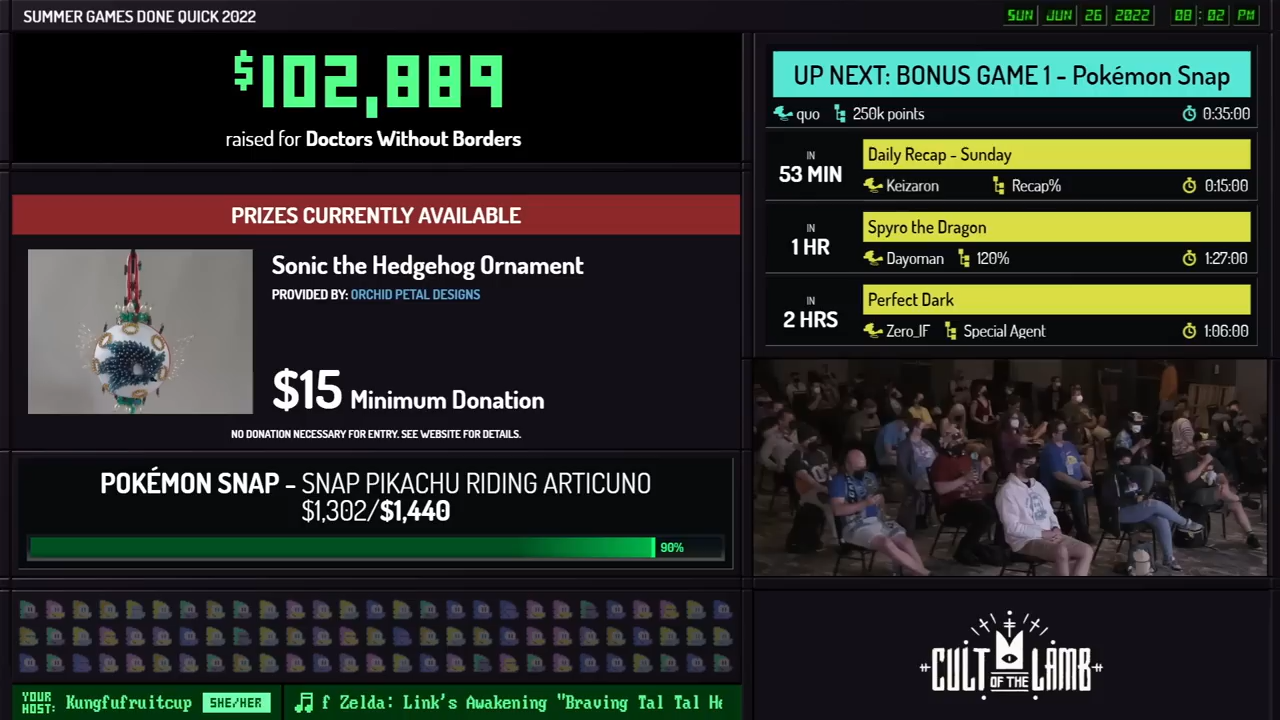 SUMMER GAMES DONE QUICK 2022
SUN JUN 26 2022 08:02 PM
$102,889
raised for Doctors Without Borders
PRIZES CURRENTLY AVAILABLE
Sonic the Hedgehog Ornament
PROVIDED BY: ORCHID PETAL DESIGNS
$15 Minimum Donation
NO DONATION NECESSARY FOR ENTRY. SEE WEBSITE FOR DETAILS.
POKÉMON SNAP - SNAP PIKACHU RIDING ARTICUNO
$1,302/$1,440
90%
YOUR HOST: Kungfufruitcup SHE/HER
f Zelda: Link's Awakening "Braving Tal Tal He
UP NEXT: BONUS GAME 1 - Pokémon Snap
quo 250k points 0:35:00
IN 53 MIN
Daily Recap - Sunday
Keizaron Recap% 0:15:00
IN 1 HR
Spyro the Dragon
Dayoman 120% 1:27:00
IN 2 HRS
Perfect Dark
Zero_IF Special Agent 1:06:00
CULT OF THE LAMB